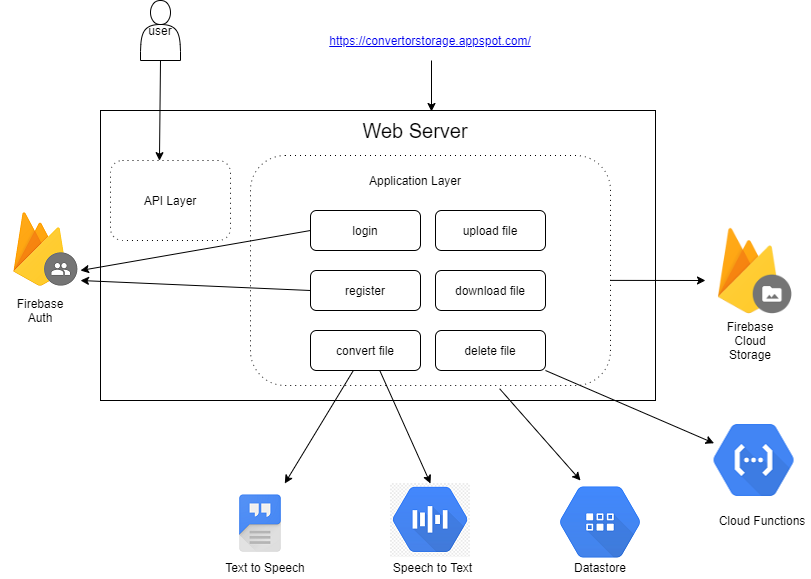 user
https://convertorstorage.appspot.com/
Web Server
API Layer
Application Layer
login
upload file
register
download file
convert file
delete file
Firebase
Auth
Firebase
Cloud
Storage
Cloud Functions
Text to Speech
Speech to Text
Datastore